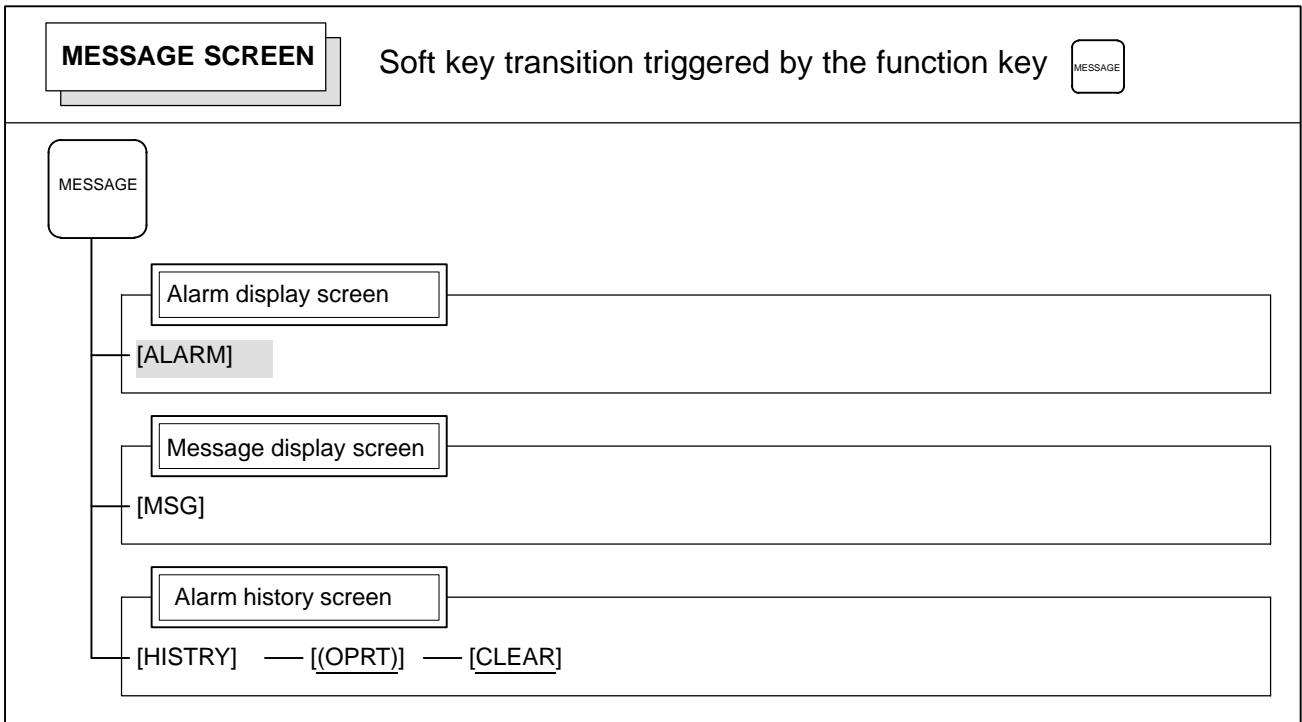 MESSAGE SCREEN
Soft key transition triggered by the function key MESSAGE
MESSAGE
Alarm display screen
[ALARM]
Message display screen
[MSG]
Alarm history screen
[HISTRY] [(OPRT)] [CLEAR]